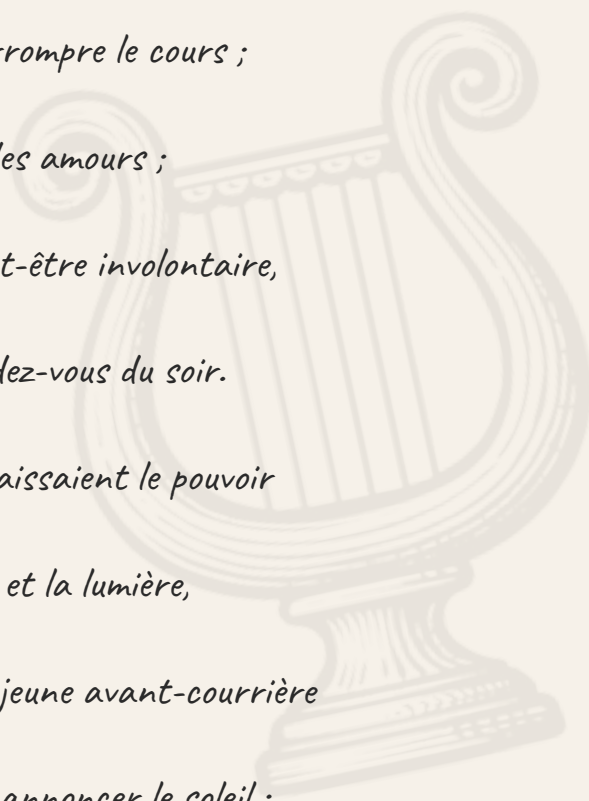 rrompre le cours ;
les amours ;
t-être involontaire,
dez-vous du soir.
aissaient le pouvoir
et la lumière,
jeune avant-courrière
annoncer le soleil ;